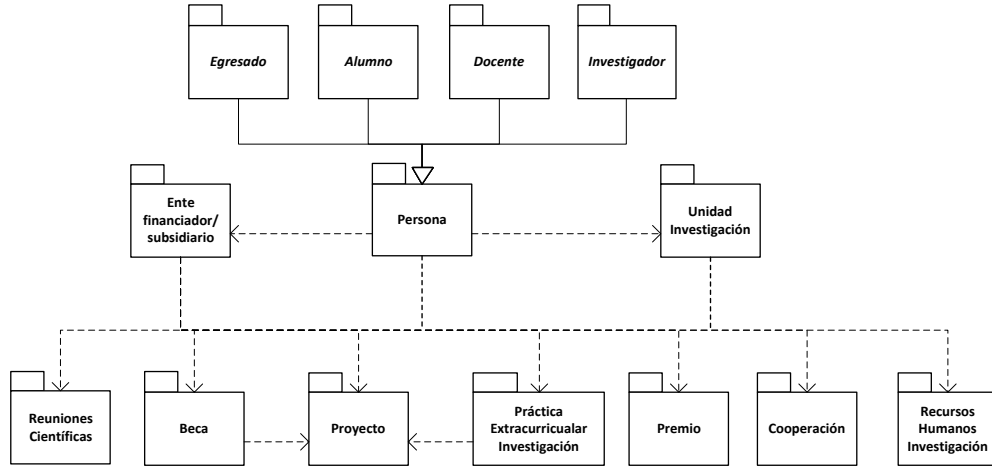 Egresado
Alumno
Docente
Investigador
Ente
financiador/
subsidiario
Persona
Unidad
Investigación
Reuniones
Científicas
Beca
Proyecto
Práctica
Extracurricualar
Investigación
Premio
Cooperación
Recursos
Humanos
Investigación